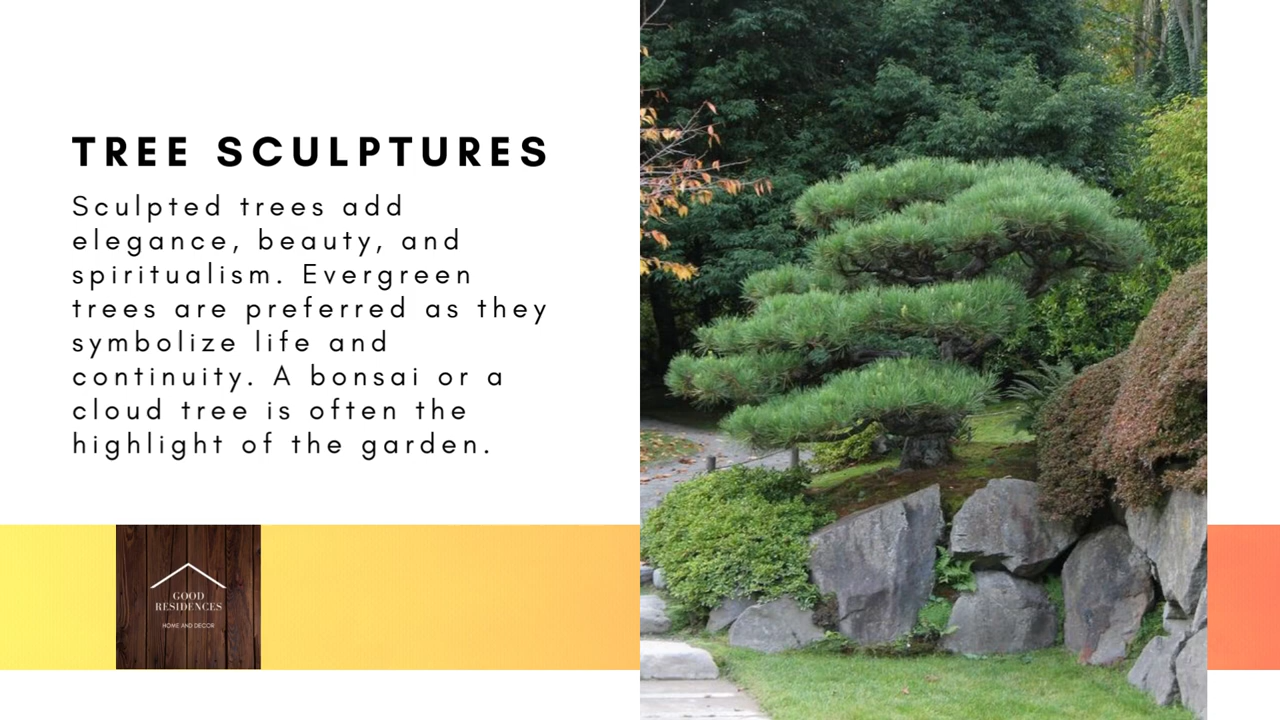 TREE SCULPTURES
Sculpted trees add
elegance, beauty, and
spiritualism. Evergreen
trees are preferred as they
symbolize life and
continuity. A bonsai or a
cloud tree is often the
highlight of the garden.
GOOD
RESIDENCES
HOME AND DECOR